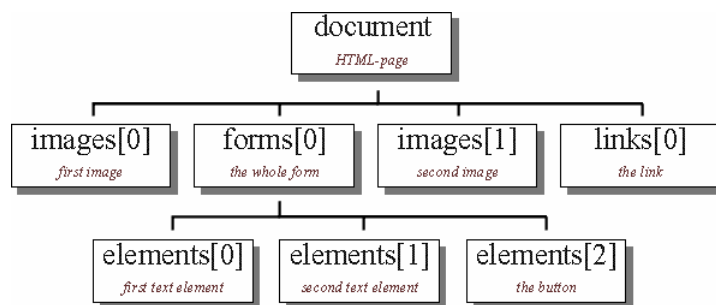 document
HTML-page
images[0]
first image
forms[0]
the whole form
images[1]
second image
links[0]
the link
elements[0]
first text element
elements[1]
second text element
elements[2]
the button